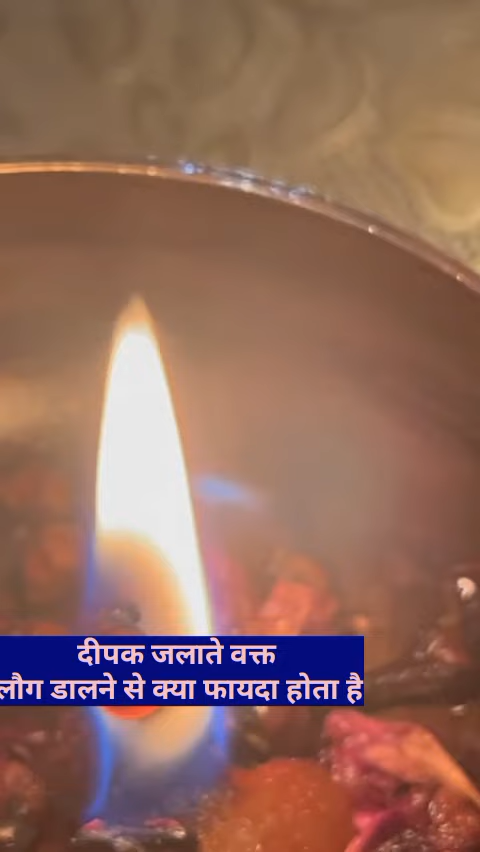 दीपक जलाते वक्त
लौग डालने से क्या फायदा होता है